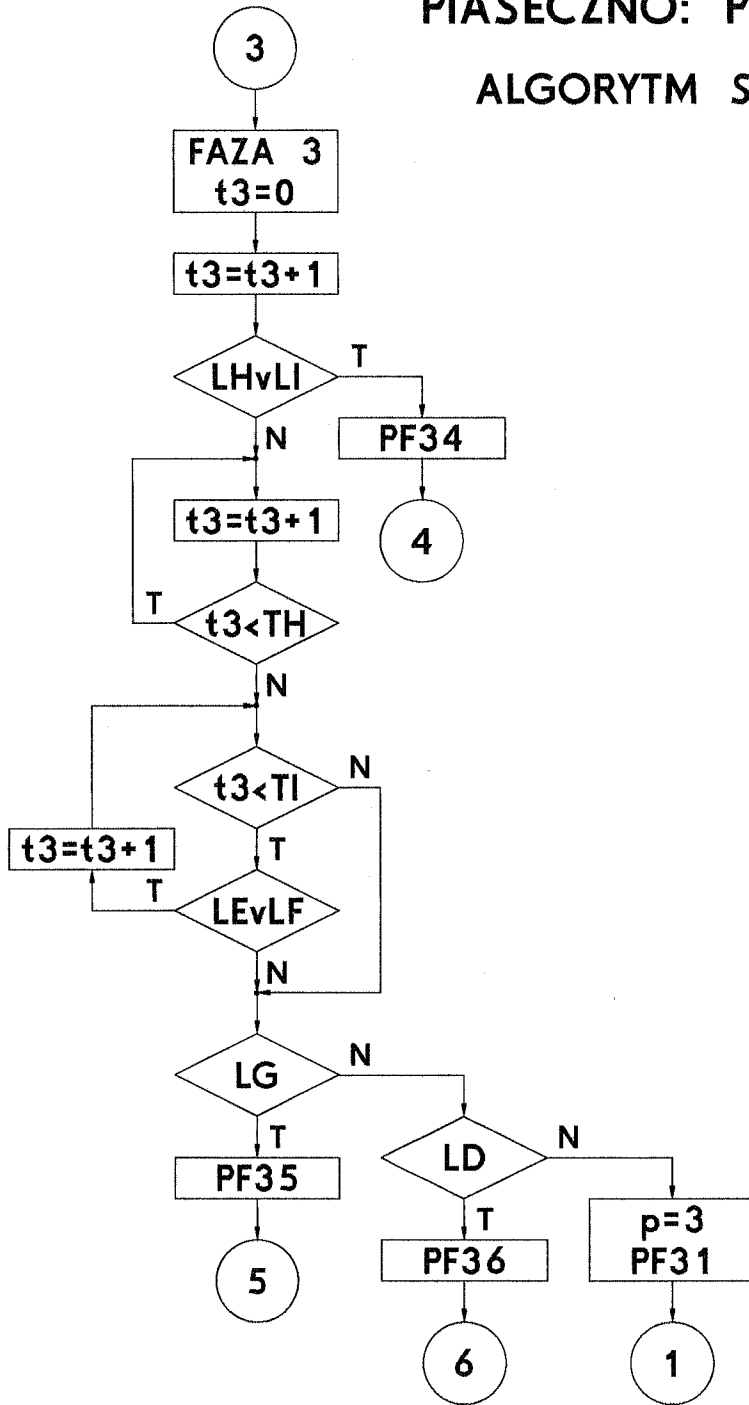 PIASECZNO: P
ALGORYTM S
3
FAZA 3
t3=0
t3=t3+1
LHvLI
T
N
PF34
4
t3=t3+1
T
t3<TH
N
t3<TI
N
t3=t3+1
T
T
LEvLF
N
LG
N
T
PF35
5
LD
N
T
PF36
6
p=3
PF31
1